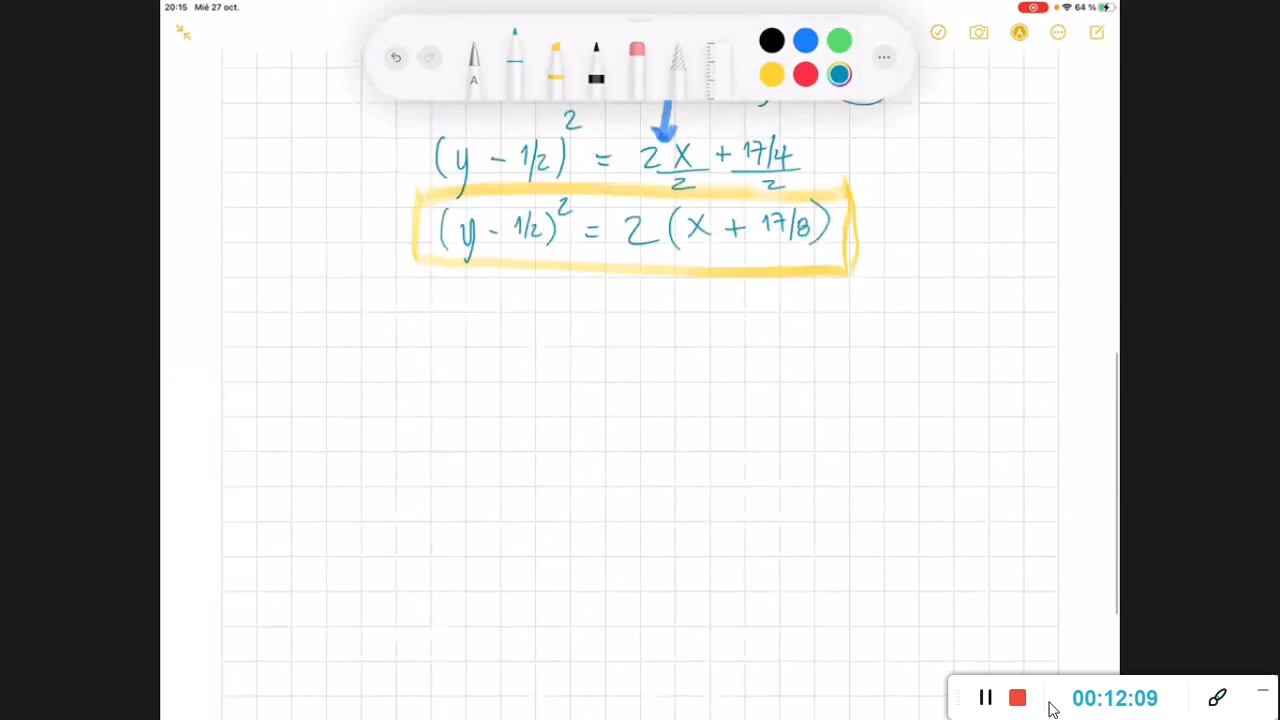 20:15 Mié 27 oct.
64 %
A
(y - 1/2)² = 2x/2 + 17/4/2
(y - 1/2)² = 2 (x + 17/8)
00:12:09